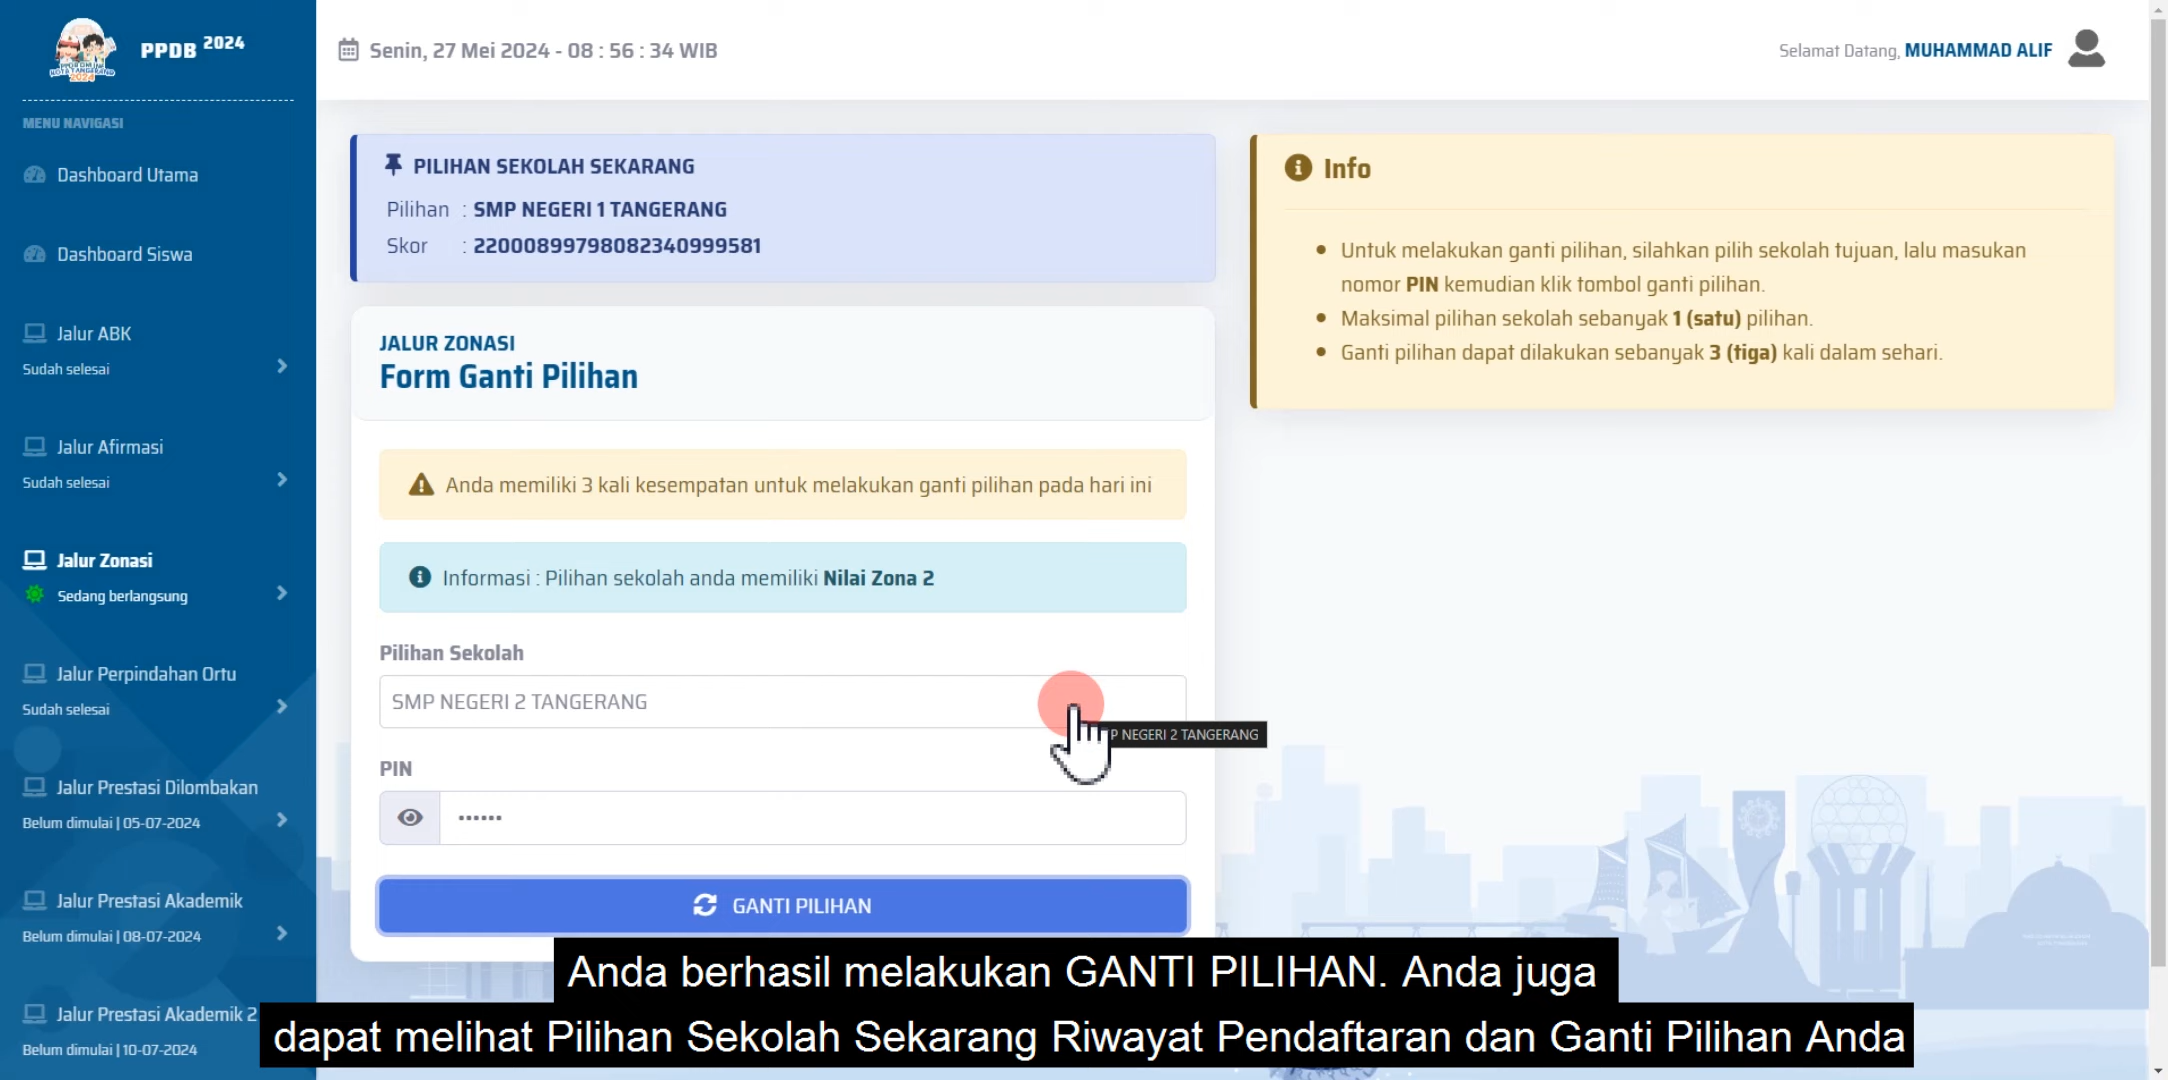 PPDB 2024
MENU NAVIGASI
Dashboard Utama
Dashboard Siswa
Jalur ABK
Sudah selesai
Jalur Afirmasi
Sudah selesai
Jalur Zonasi
Sedang berlangsung
Jalur Perpindahan Ortu
Sudah selesai
Jalur Prestasi Dilombakan
Belum dimulai | 05-07-2024
Jalur Prestasi Akademik
Belum dimulai | 08-07-2024
Jalur Prestasi Akademik 2
Belum dimulai | 10-07-2024
Senin, 27 Mei 2024 - 08 : 56 : 34 WIB
Selamat Datang, MUHAMMAD ALIF
PILIHAN SEKOLAH SEKARANG
Pilihan : SMP NEGERI 1 TANGERANG
Skor : 22000899798082340999581
JALUR ZONASI
Form Ganti Pilihan
Anda memiliki 3 kali kesempatan untuk melakukan ganti pilihan pada hari ini
Informasi : Pilihan sekolah anda memiliki Nilai Zona 2
Pilihan Sekolah
SMP NEGERI 2 TANGERANG
P NEGERI 2 TANGERANG
PIN
••••••
GANTI PILIHAN
Info
Untuk melakukan ganti pilihan, silahkan pilih sekolah tujuan, lalu masukan
nomor PIN kemudian klik tombol ganti pilihan.
Maksimal pilihan sekolah sebanyak 1 (satu) pilihan.
Ganti pilihan dapat dilakukan sebanyak 3 (tiga) kali dalam sehari.
Anda berhasil melakukan GANTI PILIHAN. Anda juga
dapat melihat Pilihan Sekolah Sekarang Riwayat Pendaftaran dan Ganti Pilihan Anda